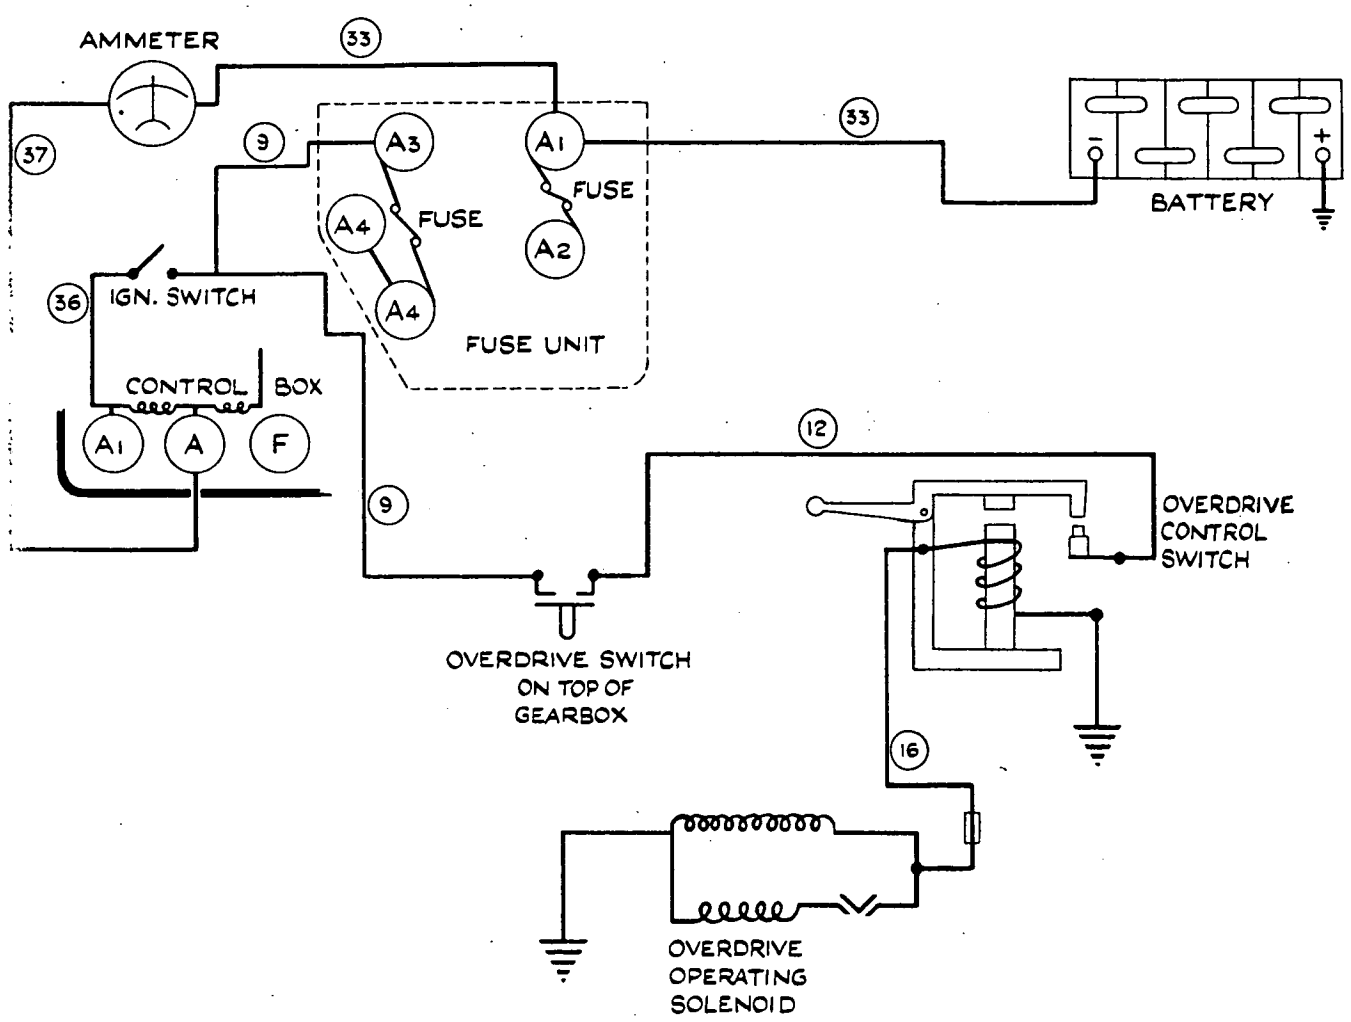 AMMETER
33
9
A3
A1
33
− +
37
FUSE
A4
FUSE
A2
BATTERY
36
IGN. SWITCH
A4
FUSE UNIT
CONTROL BOX
A1 A F
12
9
OVERDRIVE
CONTROL
SWITCH
OVERDRIVE SWITCH
ON TOP OF
GEARBOX
16
OVERDRIVE
OPERATING
SOLENOID